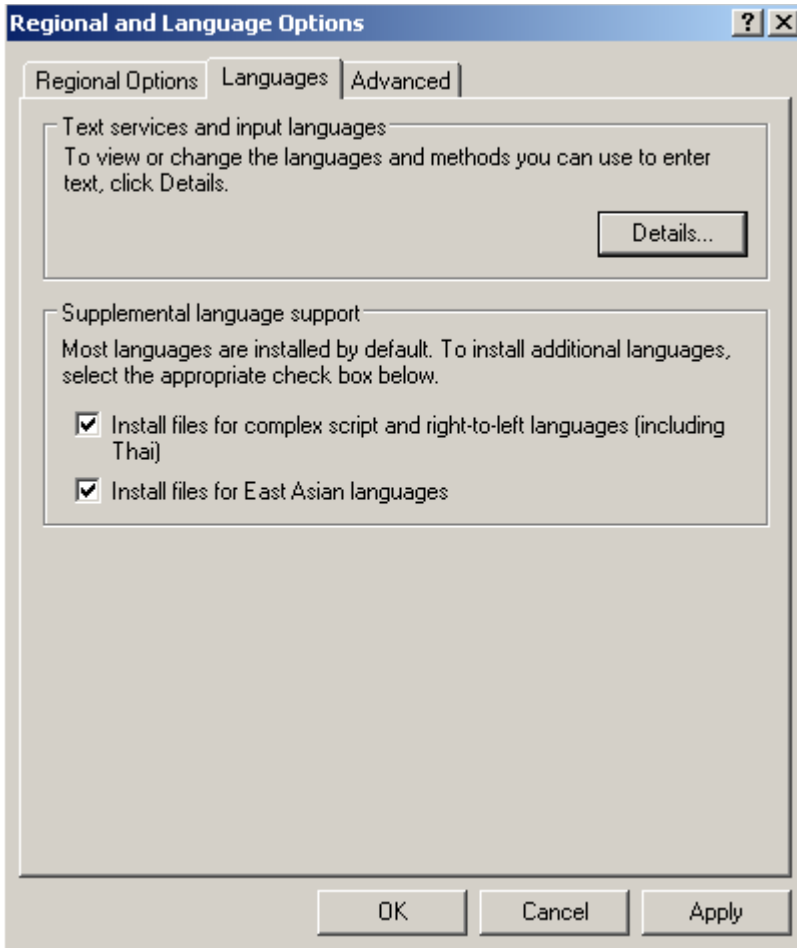 Regional and Language Options
Regional Options Languages Advanced
Text services and input languages
To view or change the languages and methods you can use to enter
text, click Details.
Details...
Supplemental language support
Most languages are installed by default. To install additional languages,
select the appropriate check box below.
Install files for complex script and right-to-left languages (including
Thai)
Install files for East Asian languages
OK Cancel Apply